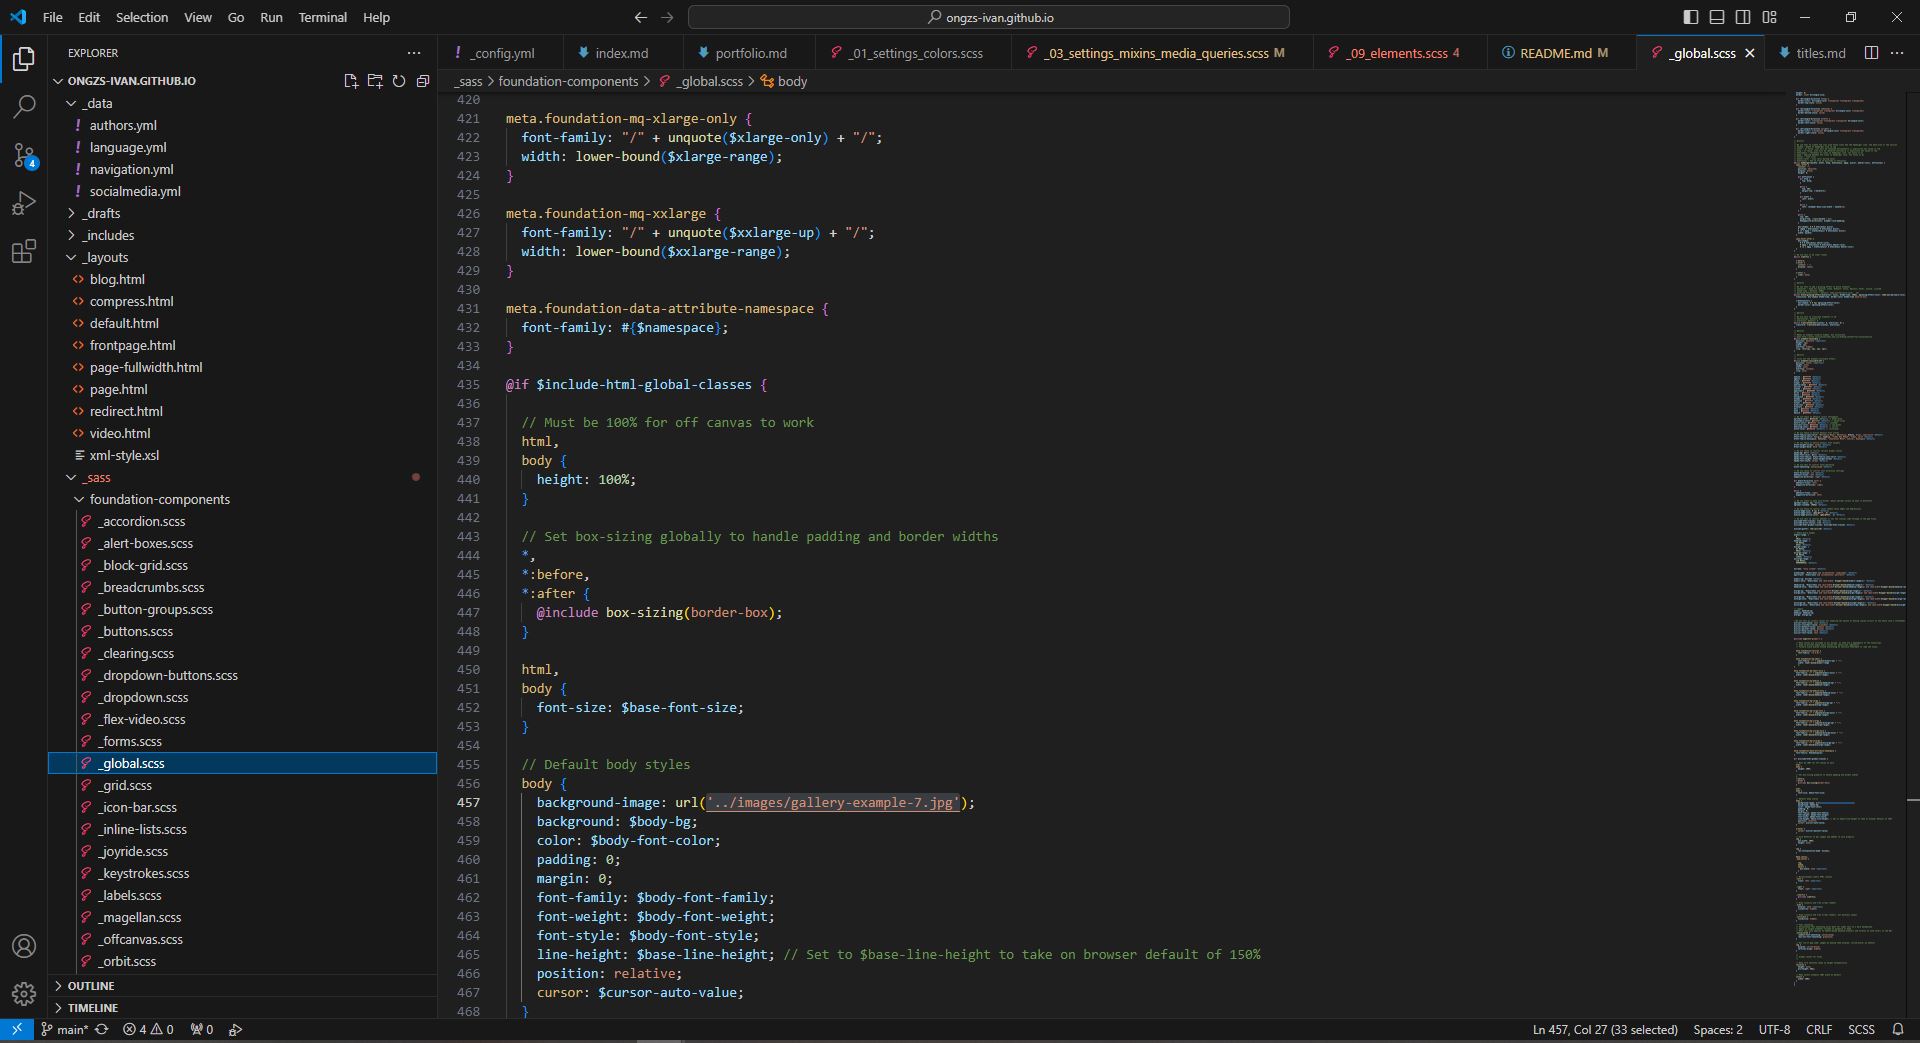 File Edit Selection View Go Run Terminal Help
ongzs-ivan.github.io
EXPLORER
_config.yml
index.md
portfolio.md
_01_settings_colors.scss
_03_settings_mixins_media_queries.scss M
_09_elements.scss 4
README.md M
_global.scss
titles.md
_sass > foundation-components > _global.scss > body
ONGZS-IVAN.GITHUB.IO
_data
authors.yml
language.yml
navigation.yml
socialmedia.yml
_drafts
_includes
_layouts
blog.html
compress.html
default.html
frontpage.html
page-fullwidth.html
page.html
redirect.html
video.html
xml-style.xsl
_sass
foundation-components
_accordion.scss
_alert-boxes.scss
_block-grid.scss
_breadcrumbs.scss
_button-groups.scss
_buttons.scss
_clearing.scss
_dropdown-buttons.scss
_dropdown.scss
_flex-video.scss
_forms.scss
_global.scss
_grid.scss
_icon-bar.scss
_inline-lists.scss
_joyride.scss
_keystrokes.scss
_labels.scss
_magellan.scss
_offcanvas.scss
_orbit.scss
OUTLINE
TIMELINE
4
420
421 meta.foundation-mq-xlarge-only {
422 font-family: "/" + unquote($xlarge-only) + "/";
423 width: lower-bound($xlarge-range);
424 }
425
426 meta.foundation-mq-xxlarge {
427 font-family: "/" + unquote($xxlarge-up) + "/";
428 width: lower-bound($xxlarge-range);
429 }
430
431 meta.foundation-data-attribute-namespace {
432 font-family: #{$namespace};
433 }
434
435 @if $include-html-global-classes {
436
437 // Must be 100% for off canvas to work
438 html,
439 body {
440 height: 100%;
441 }
442
443 // Set box-sizing globally to handle padding and border widths
444 *,
445 *:before,
446 *:after {
447 @include box-sizing(border-box);
448 }
449
450 html,
451 body {
452 font-size: $base-font-size;
453 }
454
455 // Default body styles
456 body {
457 background-image: url('../images/gallery-example-7.jpg');
458 background: $body-bg;
459 color: $body-font-color;
460 padding: 0;
461 margin: 0;
462 font-family: $body-font-family;
463 font-weight: $body-font-weight;
464 font-style: $body-font-style;
465 line-height: $base-line-height; // Set to $base-line-height to take on browser default of 150%
466 position: relative;
467 cursor: $cursor-auto-value;
468 }
main* 4 0 0
Ln 457, Col 27 (33 selected) Spaces: 2 UTF-8 CRLF SCSS